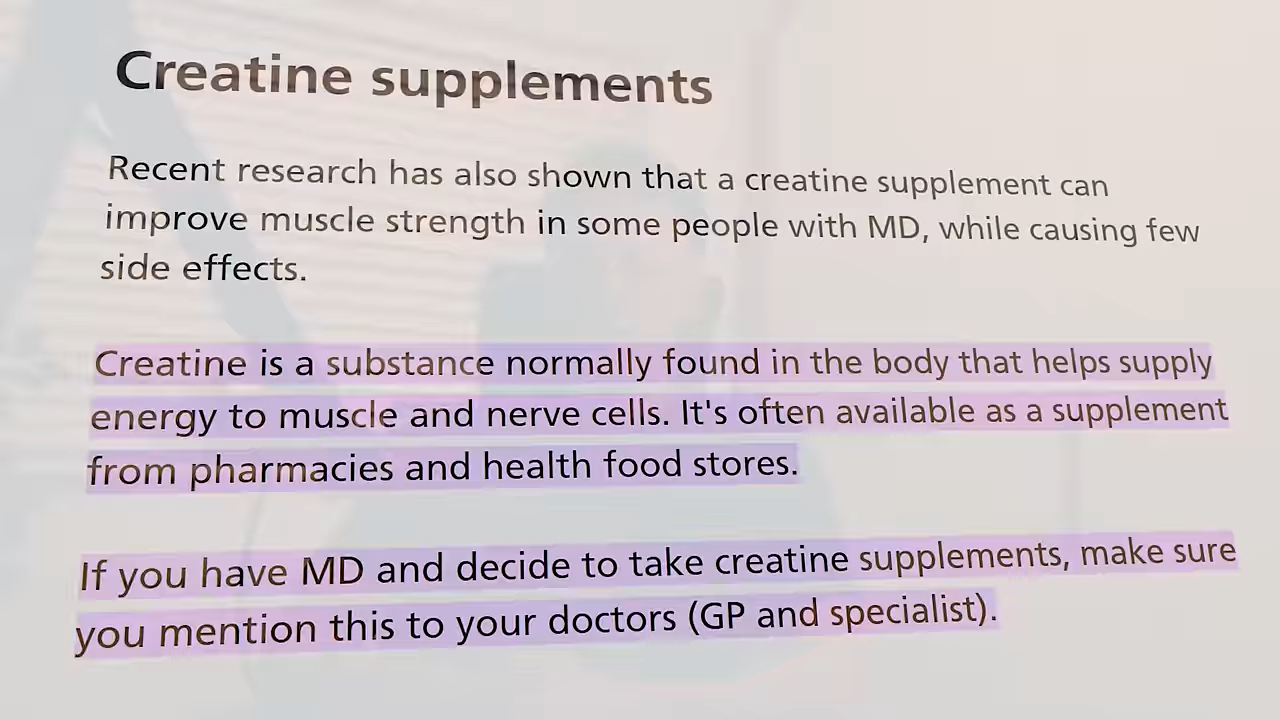 Creatine supplements
Recent research has also shown that a creatine supplement can
improve muscle strength in some people with MD, while causing few
side effects.
Creatine is a substance normally found in the body that helps supply
energy to muscle and nerve cells. It's often available as a supplement
from pharmacies and health food stores.
If you have MD and decide to take creatine supplements, make sure
you mention this to your doctors (GP and specialist).